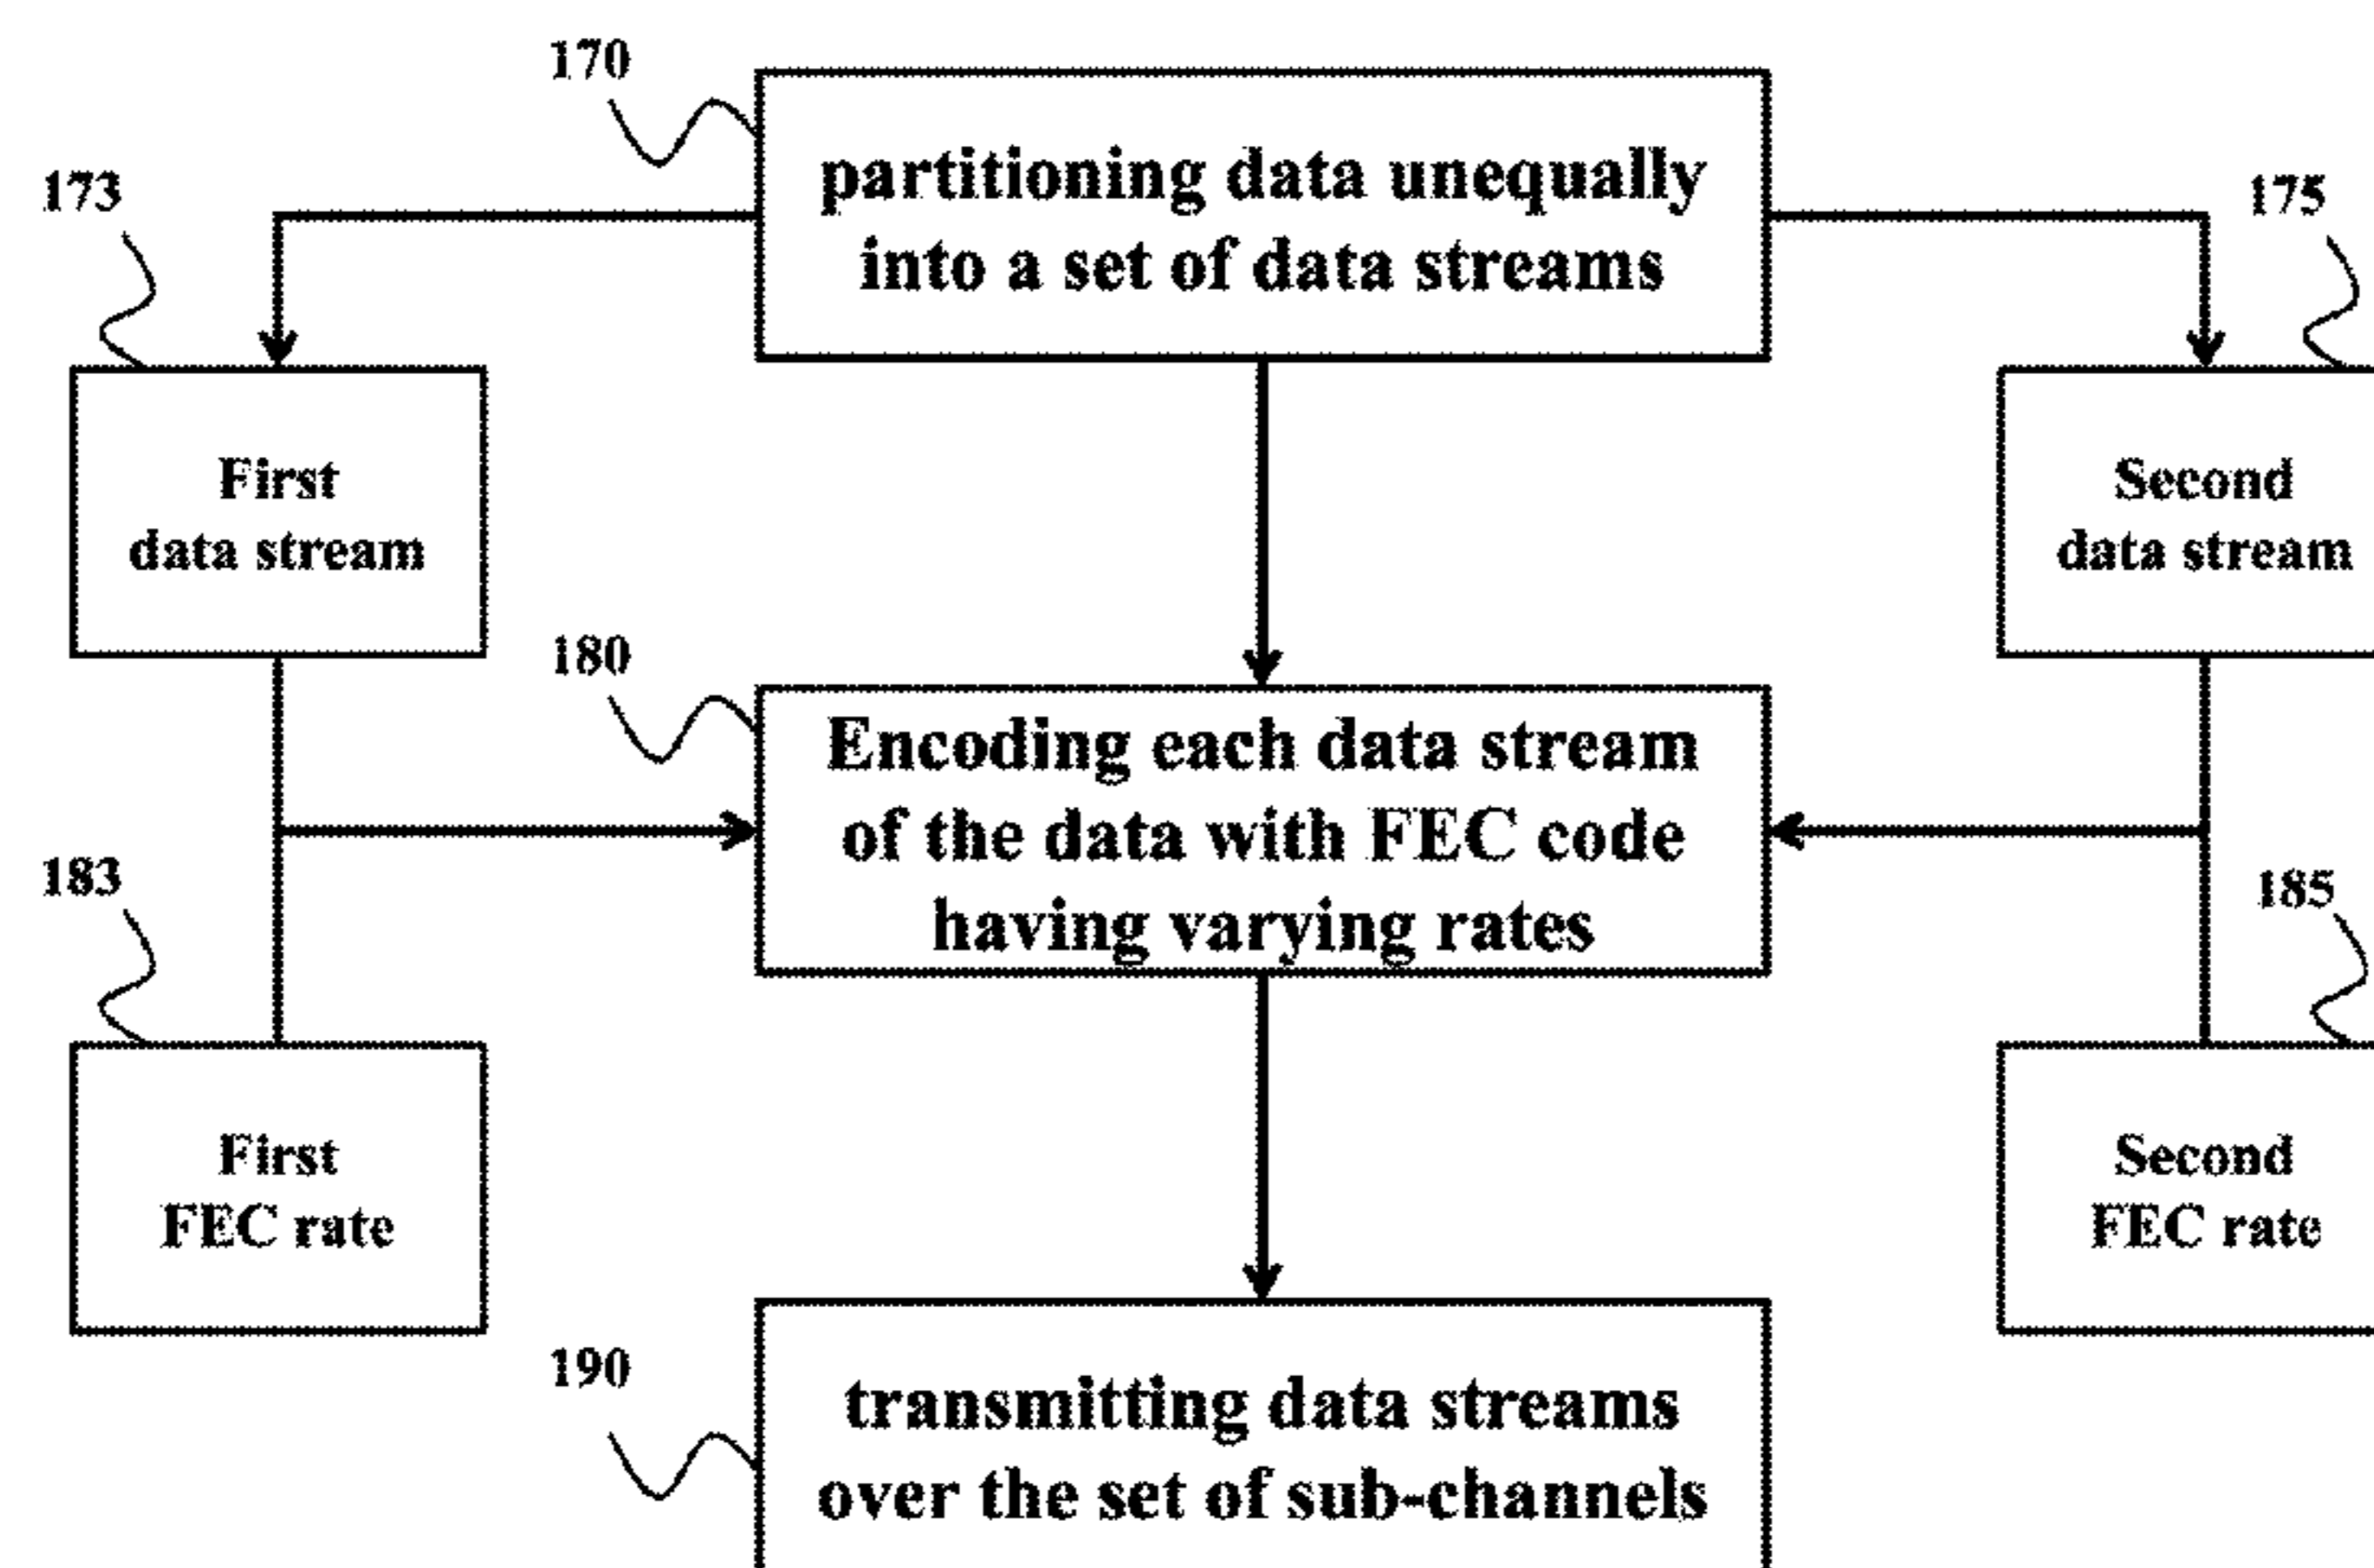 170
partitioning data unequally
into a set of data streams
173
175
First
data stream
Second
data stream
180
Encoding each data stream
of the data with FEC code
having varying rates
183
185
First
FEC rate
Second
FEC rate
190
transmitting data streams
over the set of sub-channels